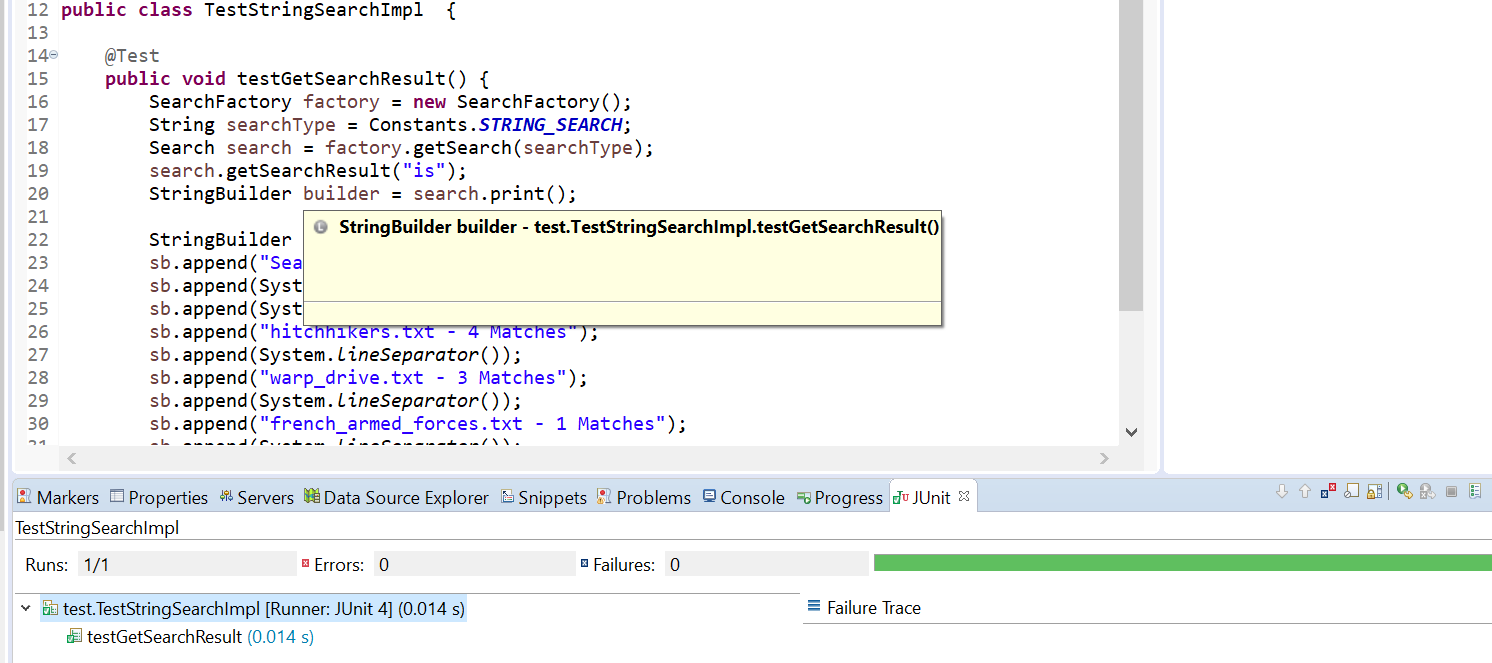 12 public class TestStringSearchImpl  {
13
14     @Test
15     public void testGetSearchResult() {
16         SearchFactory factory = new SearchFactory();
17         String searchType = Constants.STRING_SEARCH;
18         Search search = factory.getSearch(searchType);
19         search.getSearchResult("is");
20         StringBuilder builder = search.print();
21
StringBuilder builder - test.TestStringSearchImpl.testGetSearchResult()
22         StringBuilder
23         sb.append("Sea
24         sb.append(Syst
25         sb.append(Syst
26         sb.append("hitchhikers.txt - 4 Matches");
27         sb.append(System.lineSeparator());
28         sb.append("warp_drive.txt - 3 Matches");
29         sb.append(System.lineSeparator());
30         sb.append("french_armed_forces.txt - 1 Matches");
31         sb.append(System.lineSeparator());
Markers Properties Servers Data Source Explorer Snippets Problems Console Progress JUnit
TestStringSearchImpl
Runs: 1/1 Errors: 0 Failures: 0
test.TestStringSearchImpl [Runner: JUnit 4] (0.014 s)
Failure Trace
testGetSearchResult (0.014 s)